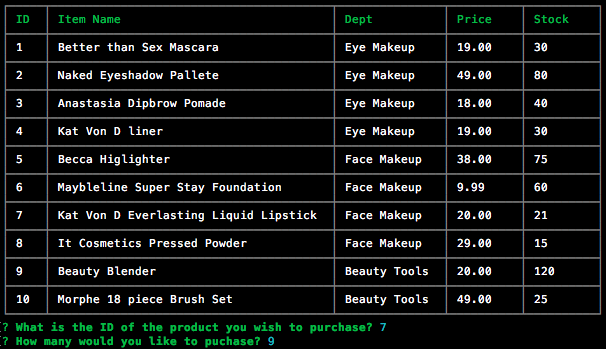 ID Item Name Dept Price Stock
1 Better than Sex Mascara Eye Makeup 19.00 30
2 Naked Eyeshadow Pallete Eye Makeup 49.00 80
3 Anastasia Dipbrow Pomade Eye Makeup 18.00 40
4 Kat Von D liner Eye Makeup 19.00 30
5 Becca Higlighter Face Makeup 38.00 75
6 Maybleline Super Stay Foundation Face Makeup 9.99 60
7 Kat Von D Everlasting Liquid Lipstick Face Makeup 20.00 21
8 It Cosmetics Pressed Powder Face Makeup 29.00 15
9 Beauty Blender Beauty Tools 20.00 120
10 Morphe 18 piece Brush Set Beauty Tools 49.00 25
[? What is the ID of the product you wish to purchase? 7
[? How many would you like to puchase? 9